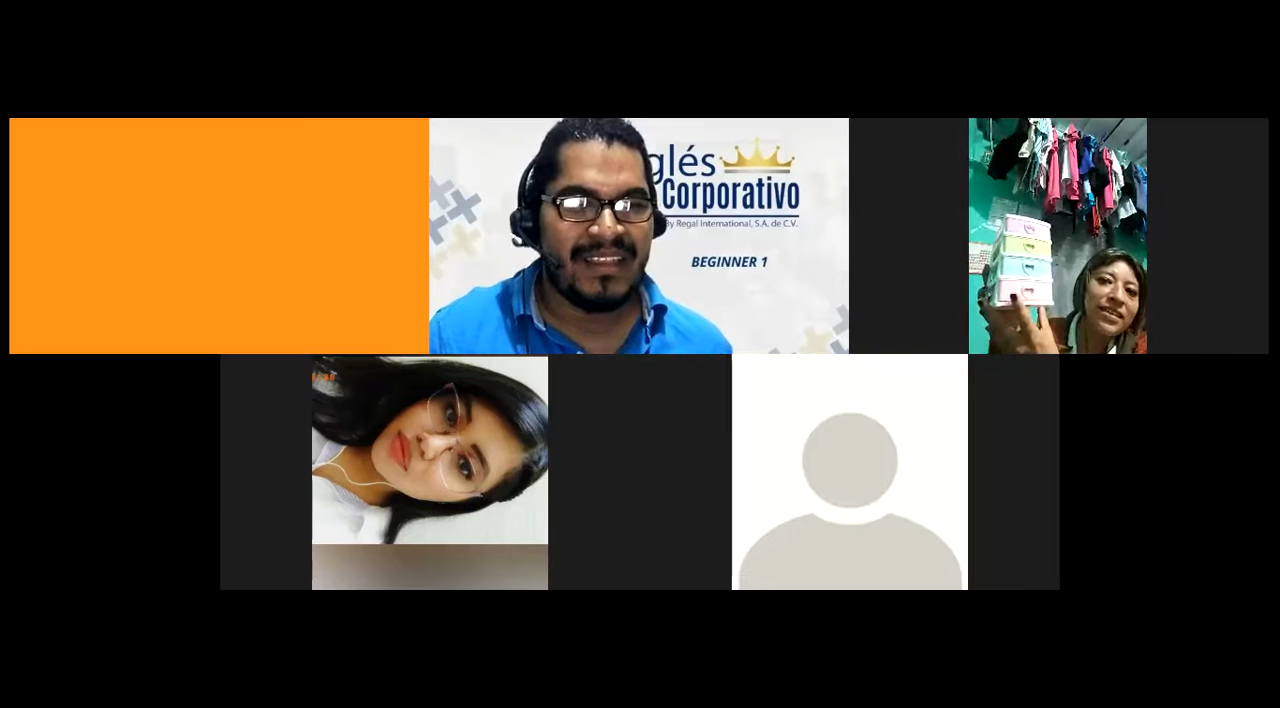 glés
Corporativo
By Regal International, S.A. de C.V.
BEGINNER 1